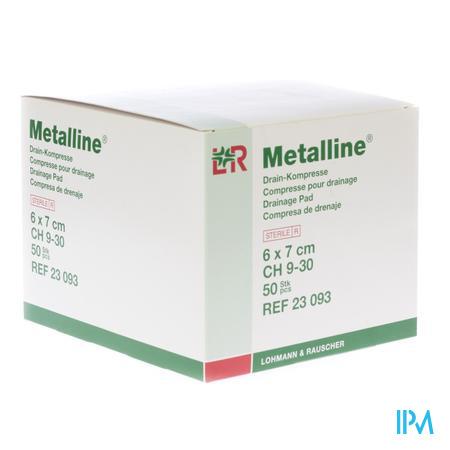 Metalline®
Drain-Kompresse
Compresse pour drainage
Drainage Pad
Compresa de drenaje
STERILE R
6 x 7 cm
CH 9-30
50 Stk pcs
REF 23 093
L+R
Metalline®
Drain-Kompresse
Compresse pour drainage
Drainage Pad
Compresa de drenaje
STERILE R
6 x 7 cm
CH 9-30
50 Stk pcs
REF 23 093
LOHMANN & RAUSCHER
IPM